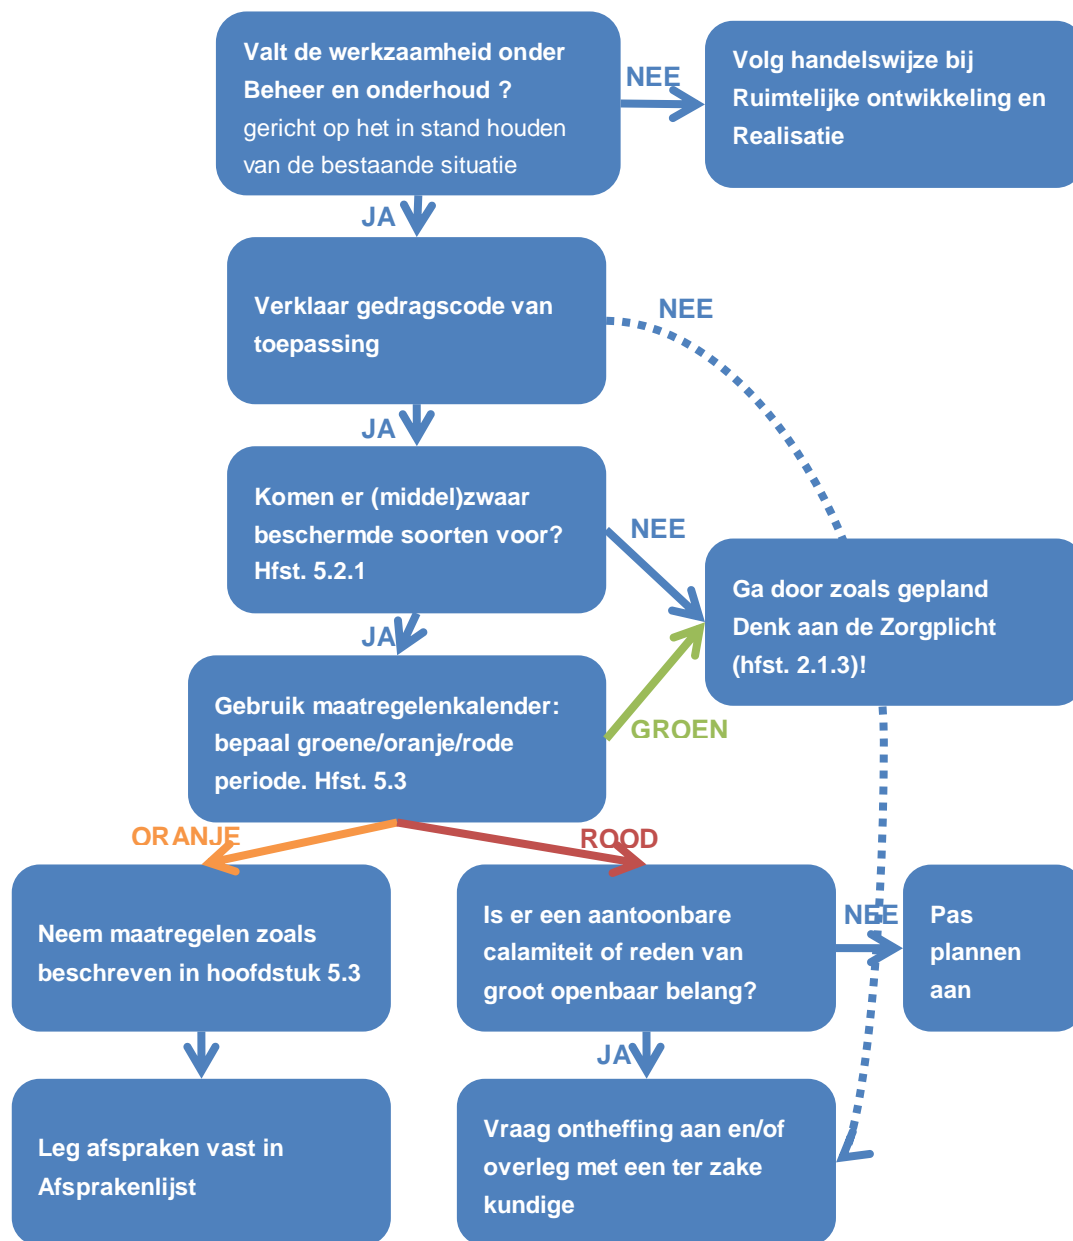 Valt de werkzaamheid onder
Beheer en onderhoud ?
gericht op het in stand houden
van de bestaande situatie
NEE
Volg handelswijze bij
Ruimtelijke ontwikkeling en
Realisatie
JA
Verklaar gedragscode van
toepassing
NEE
JA
Komen er (middel)zwaar
beschermde soorten voor?
Hfst. 5.2.1
NEE
Ga door zoals gepland
Denk aan de Zorgplicht
(hfst. 2.1.3)!
JA
Gebruik maatregelenkalender:
bepaal groene/oranje/rode
periode. Hfst. 5.3
GROEN
ORANJE
ROOD
Neem maatregelen zoals
beschreven in hoofdstuk 5.3
Is er een aantoonbare
calamiteit of reden van
groot openbaar belang?
NEE
Pas
plannen
aan
JA
Leg afspraken vast in
Afsprakenlijst
Vraag ontheffing aan en/of
overleg met een ter zake
kundige